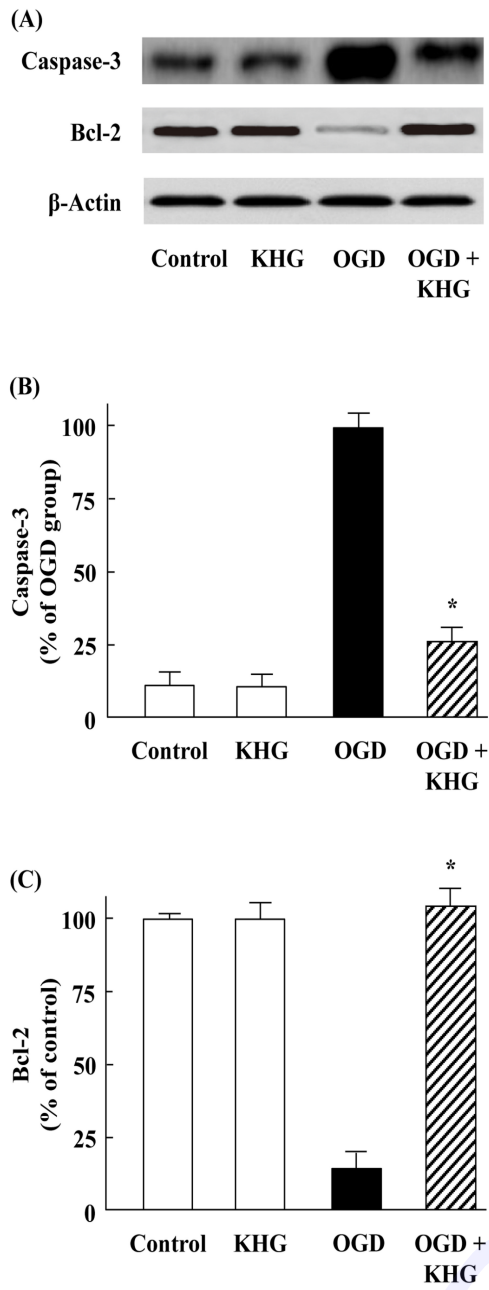 (A)
Caspase-3
Bcl-2
β-Actin
Control KHG OGD OGD +
KHG
(B)
Caspase-3
(% of OGD group)
100
75
50
25
0
*
Control KHG OGD OGD +
KHG
(C)
Bcl-2
(% of control)
100
75
50
25
0
*
Control KHG OGD OGD +
KHG